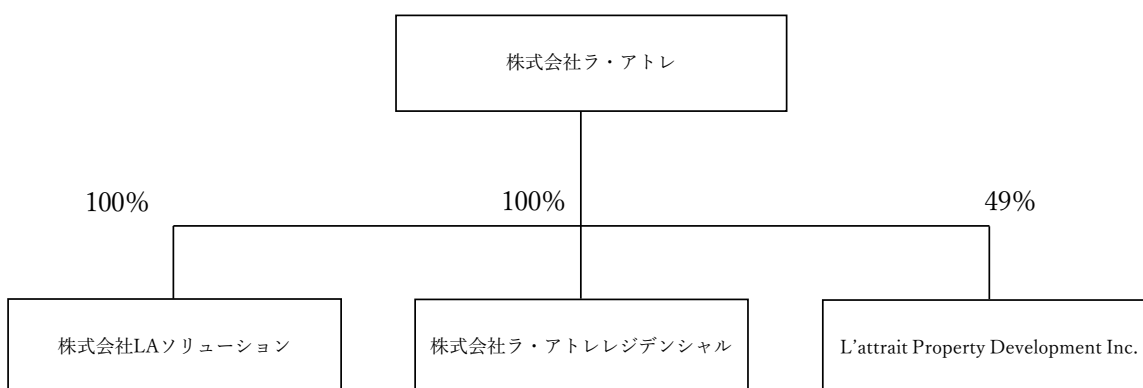 株式会社ラ・アトレ
100%
100%
49%
株式会社LAソリューション
株式会社ラ・アトレレジデンシャル
L’attrait Property Development Inc.